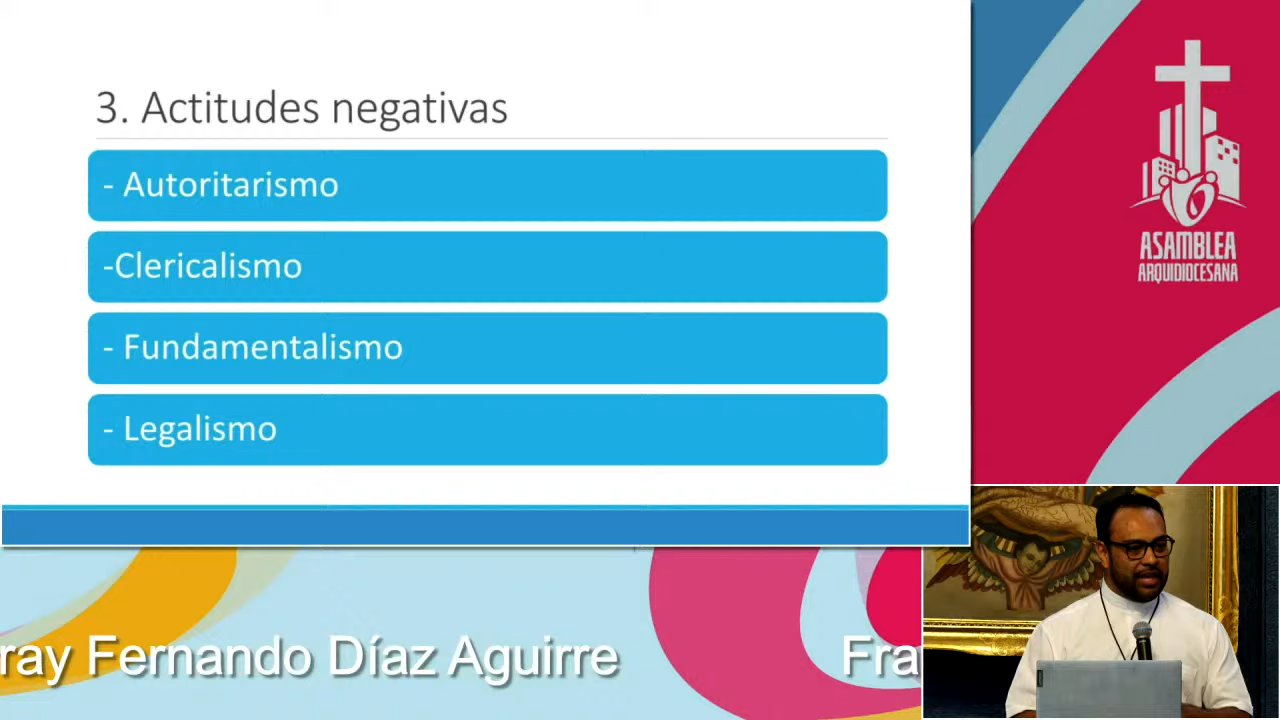 3. Actitudes negativas
- Autoritarismo
-Clericalismo
- Fundamentalismo
- Legalismo
ASAMBLEA
ARQUIDIOCESANA
ray Fernando Díaz Aguirre
Fra